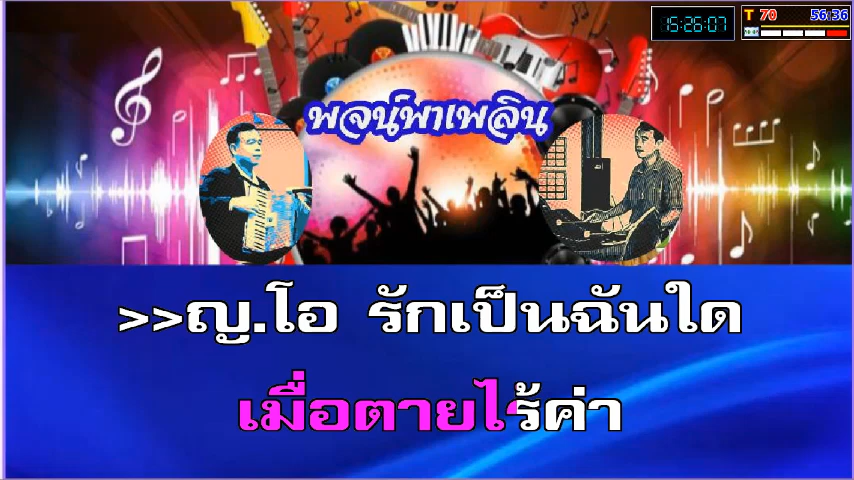 15:26:07
T 70 56:36
พจน์พาเพลิน
>>ญ.โอ รักเป็นฉันใด
เมื่อตายไร้ค่า